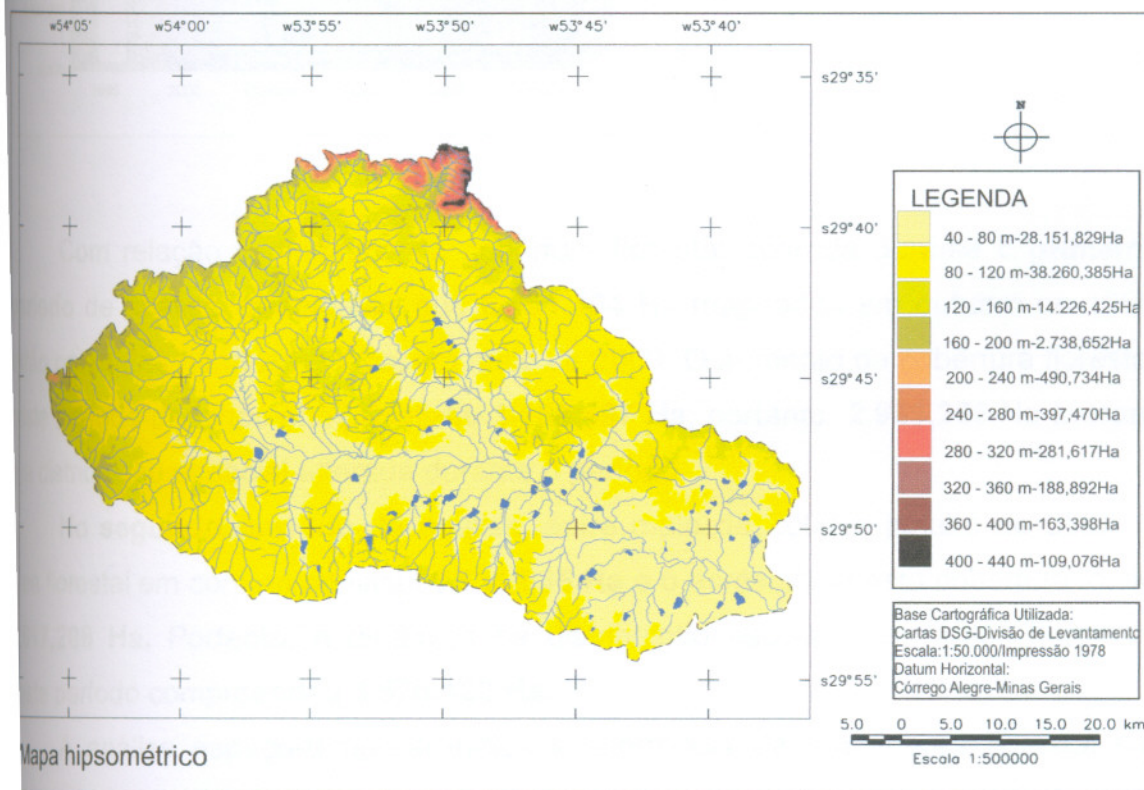 w54°05' w54°00' w53°55' w53°50' w53°45' w53°40'
s29°35'
s29°40'
s29°45'
s29°50'
s29°55'
N
LEGENDA
40 - 80 m-28.151,829Ha
80 - 120 m-38.260,385Ha
120 - 160 m-14.226,425Ha
160 - 200 m-2.738,652Ha
200 - 240 m-490,734Ha
240 - 280 m-397,470Ha
280 - 320 m-281,617Ha
320 - 360 m-188,892Ha
360 - 400 m-163,398Ha
400 - 440 m-109,076Ha
Base Cartográfica Utilizada:
Cartas DSG-Divisão de Levantamento
Escala:1:50.000/Impressão 1978
Datum Horizontal:
Córrego Alegre-Minas Gerais
5.0 0 5.0 10.0 15.0 20.0 km
Escala 1:500000
Mapa hipsométrico
Com relação